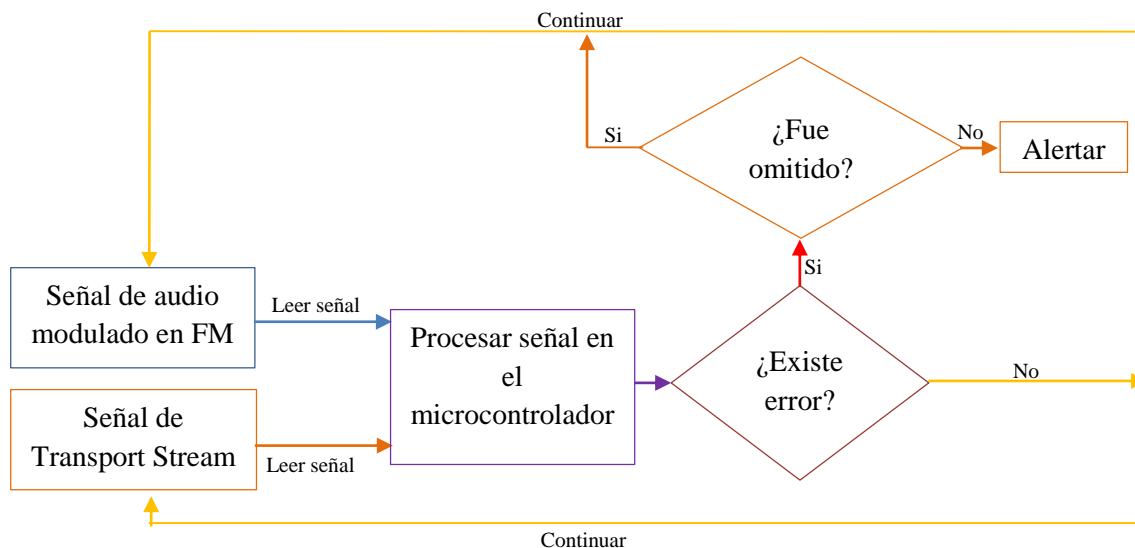 Continuar
¿Fue
omitido?
Si
No
Alertar
Si
Señal de audio
modulado en FM
Leer señal
Procesar señal en
el
microcontrolador
¿Existe
error?
No
Señal de
Transport Stream
Leer señal
Continuar